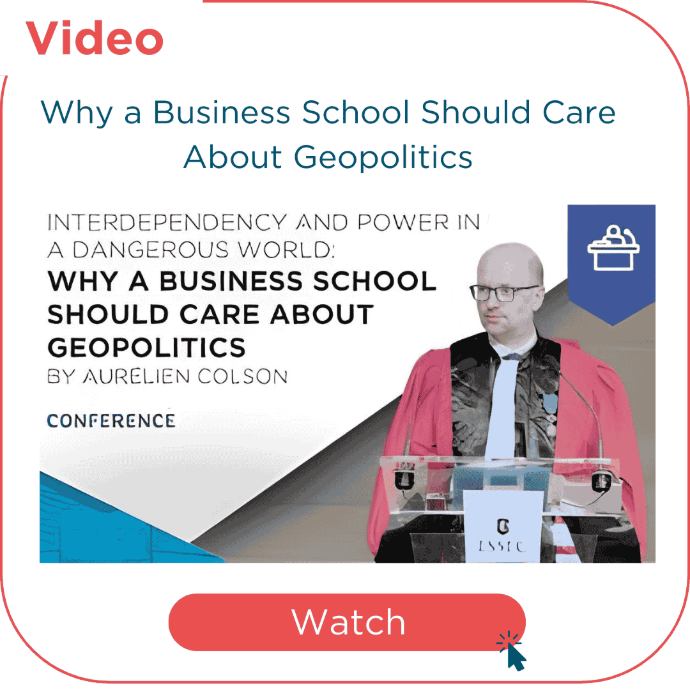 Video
Why a Business School Should Care
About Geopolitics
INTERDEPENDENCY AND POWER IN
A DANGEROUS WORLD:
WHY A BUSINESS SCHOOL
SHOULD CARE ABOUT
GEOPOLITICS
BY AURÉLIEN COLSON
CONFERENCE
ESSEC
Watch